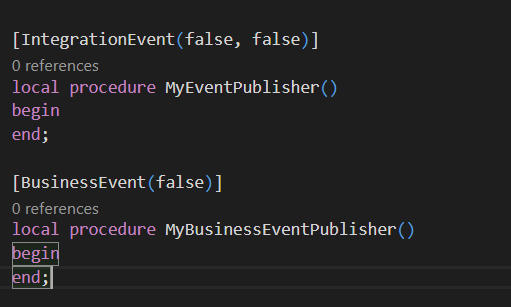 [IntegrationEvent(false, false)]
0 references
local procedure MyEventPublisher()
begin
end;
[BusinessEvent(false)]
0 references
local procedure MyBusinessEventPublisher()
begin
end;